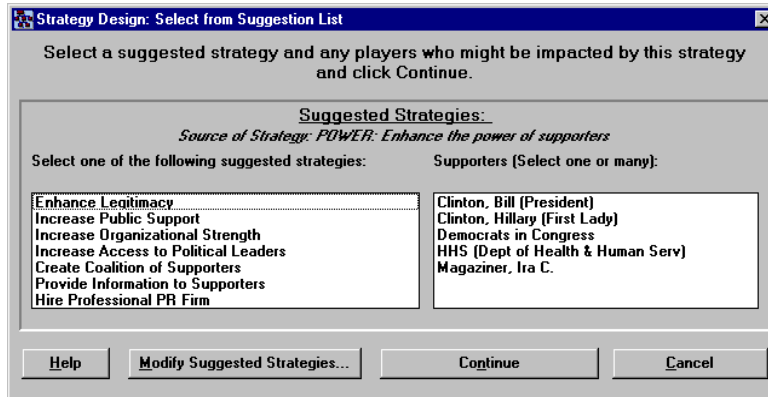 Strategy Design: Select from Suggestion List
Select a suggested strategy and any players who might be impacted by this strategy
and click Continue.
Suggested Strategies:
Source of Strategy: POWER: Enhance the power of supporters
Select one of the following suggested strategies:
Enhance Legitimacy
Increase Public Support
Increase Organizational Strength
Increase Access to Political Leaders
Create Coalition of Supporters
Provide Information to Supporters
Hire Professional PR Firm
Supporters (Select one or many):
Clinton, Bill (President)
Clinton, Hillary (First Lady)
Democrats in Congress
HHS (Dept of Health & Human Serv)
Magaziner, Ira C.
Help
Modify Suggested Strategies...
Continue
Cancel